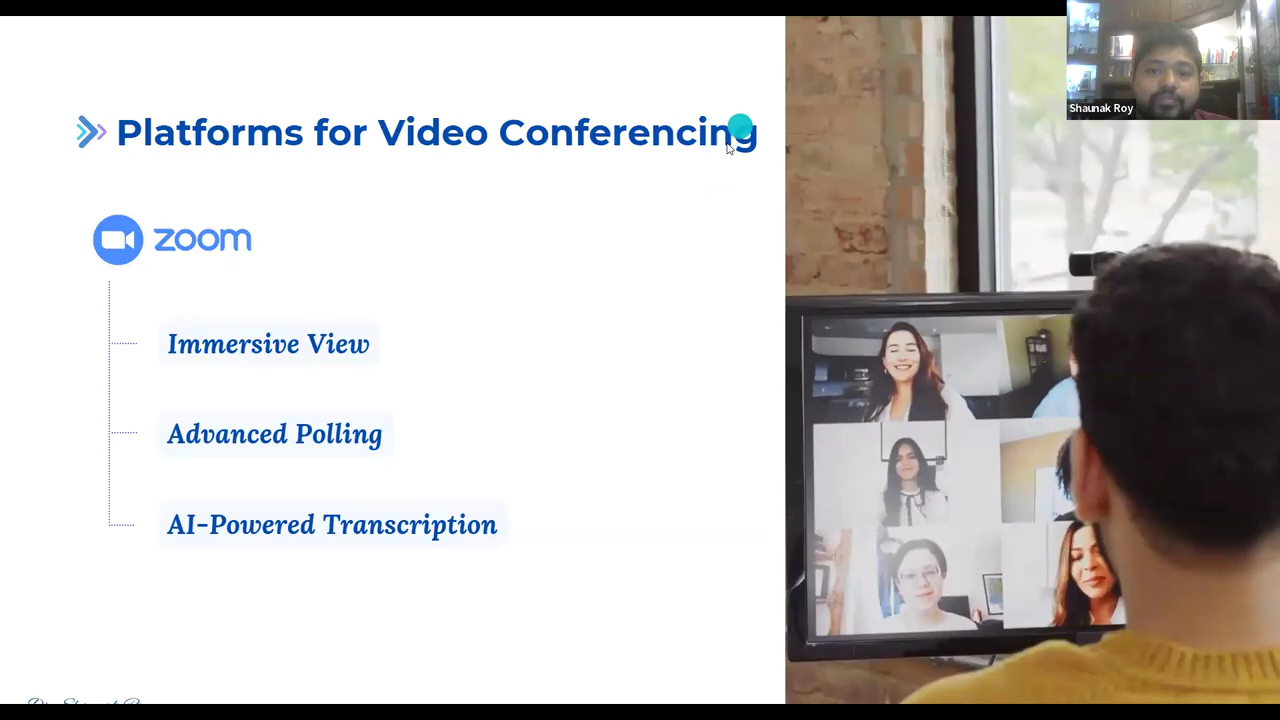 Platforms for Video Conferencing
zoom
Immersive View
Advanced Polling
AI-Powered Transcription
Shaunak Roy